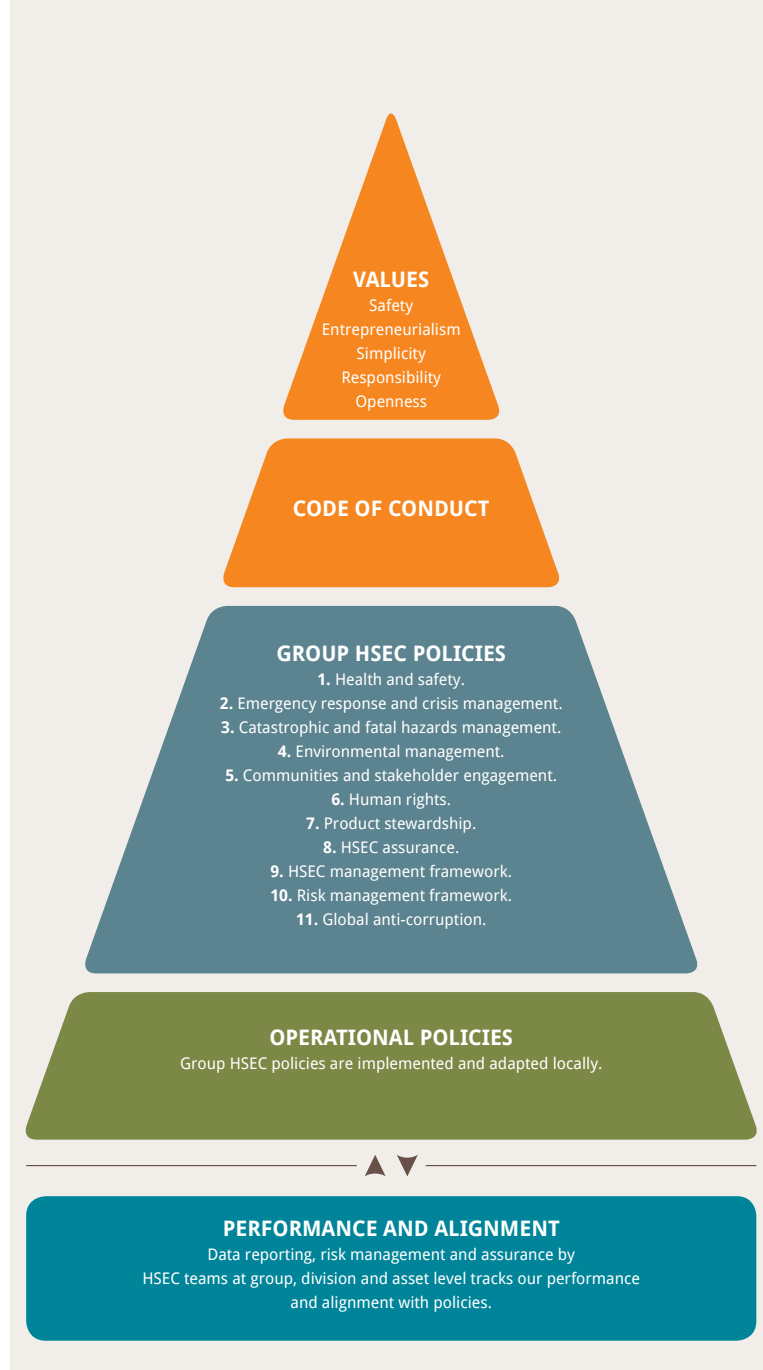 VALUES
Safety
Entrepreneurialism
Simplicity
Responsibility
Openness
CODE OF CONDUCT
GROUP HSEC POLICIES
1. Health and safety.
2. Emergency response and crisis management.
3. Catastrophic and fatal hazards management.
4. Environmental management.
5. Communities and stakeholder engagement.
6. Human rights.
7. Product stewardship.
8. HSEC assurance.
9. HSEC management framework.
10. Risk management framework.
11. Global anti-corruption.
OPERATIONAL POLICIES
Group HSEC policies are implemented and adapted locally.
PERFORMANCE AND ALIGNMENT
Data reporting, risk management and assurance by
HSEC teams at group, division and asset level tracks our performance
and alignment with policies.